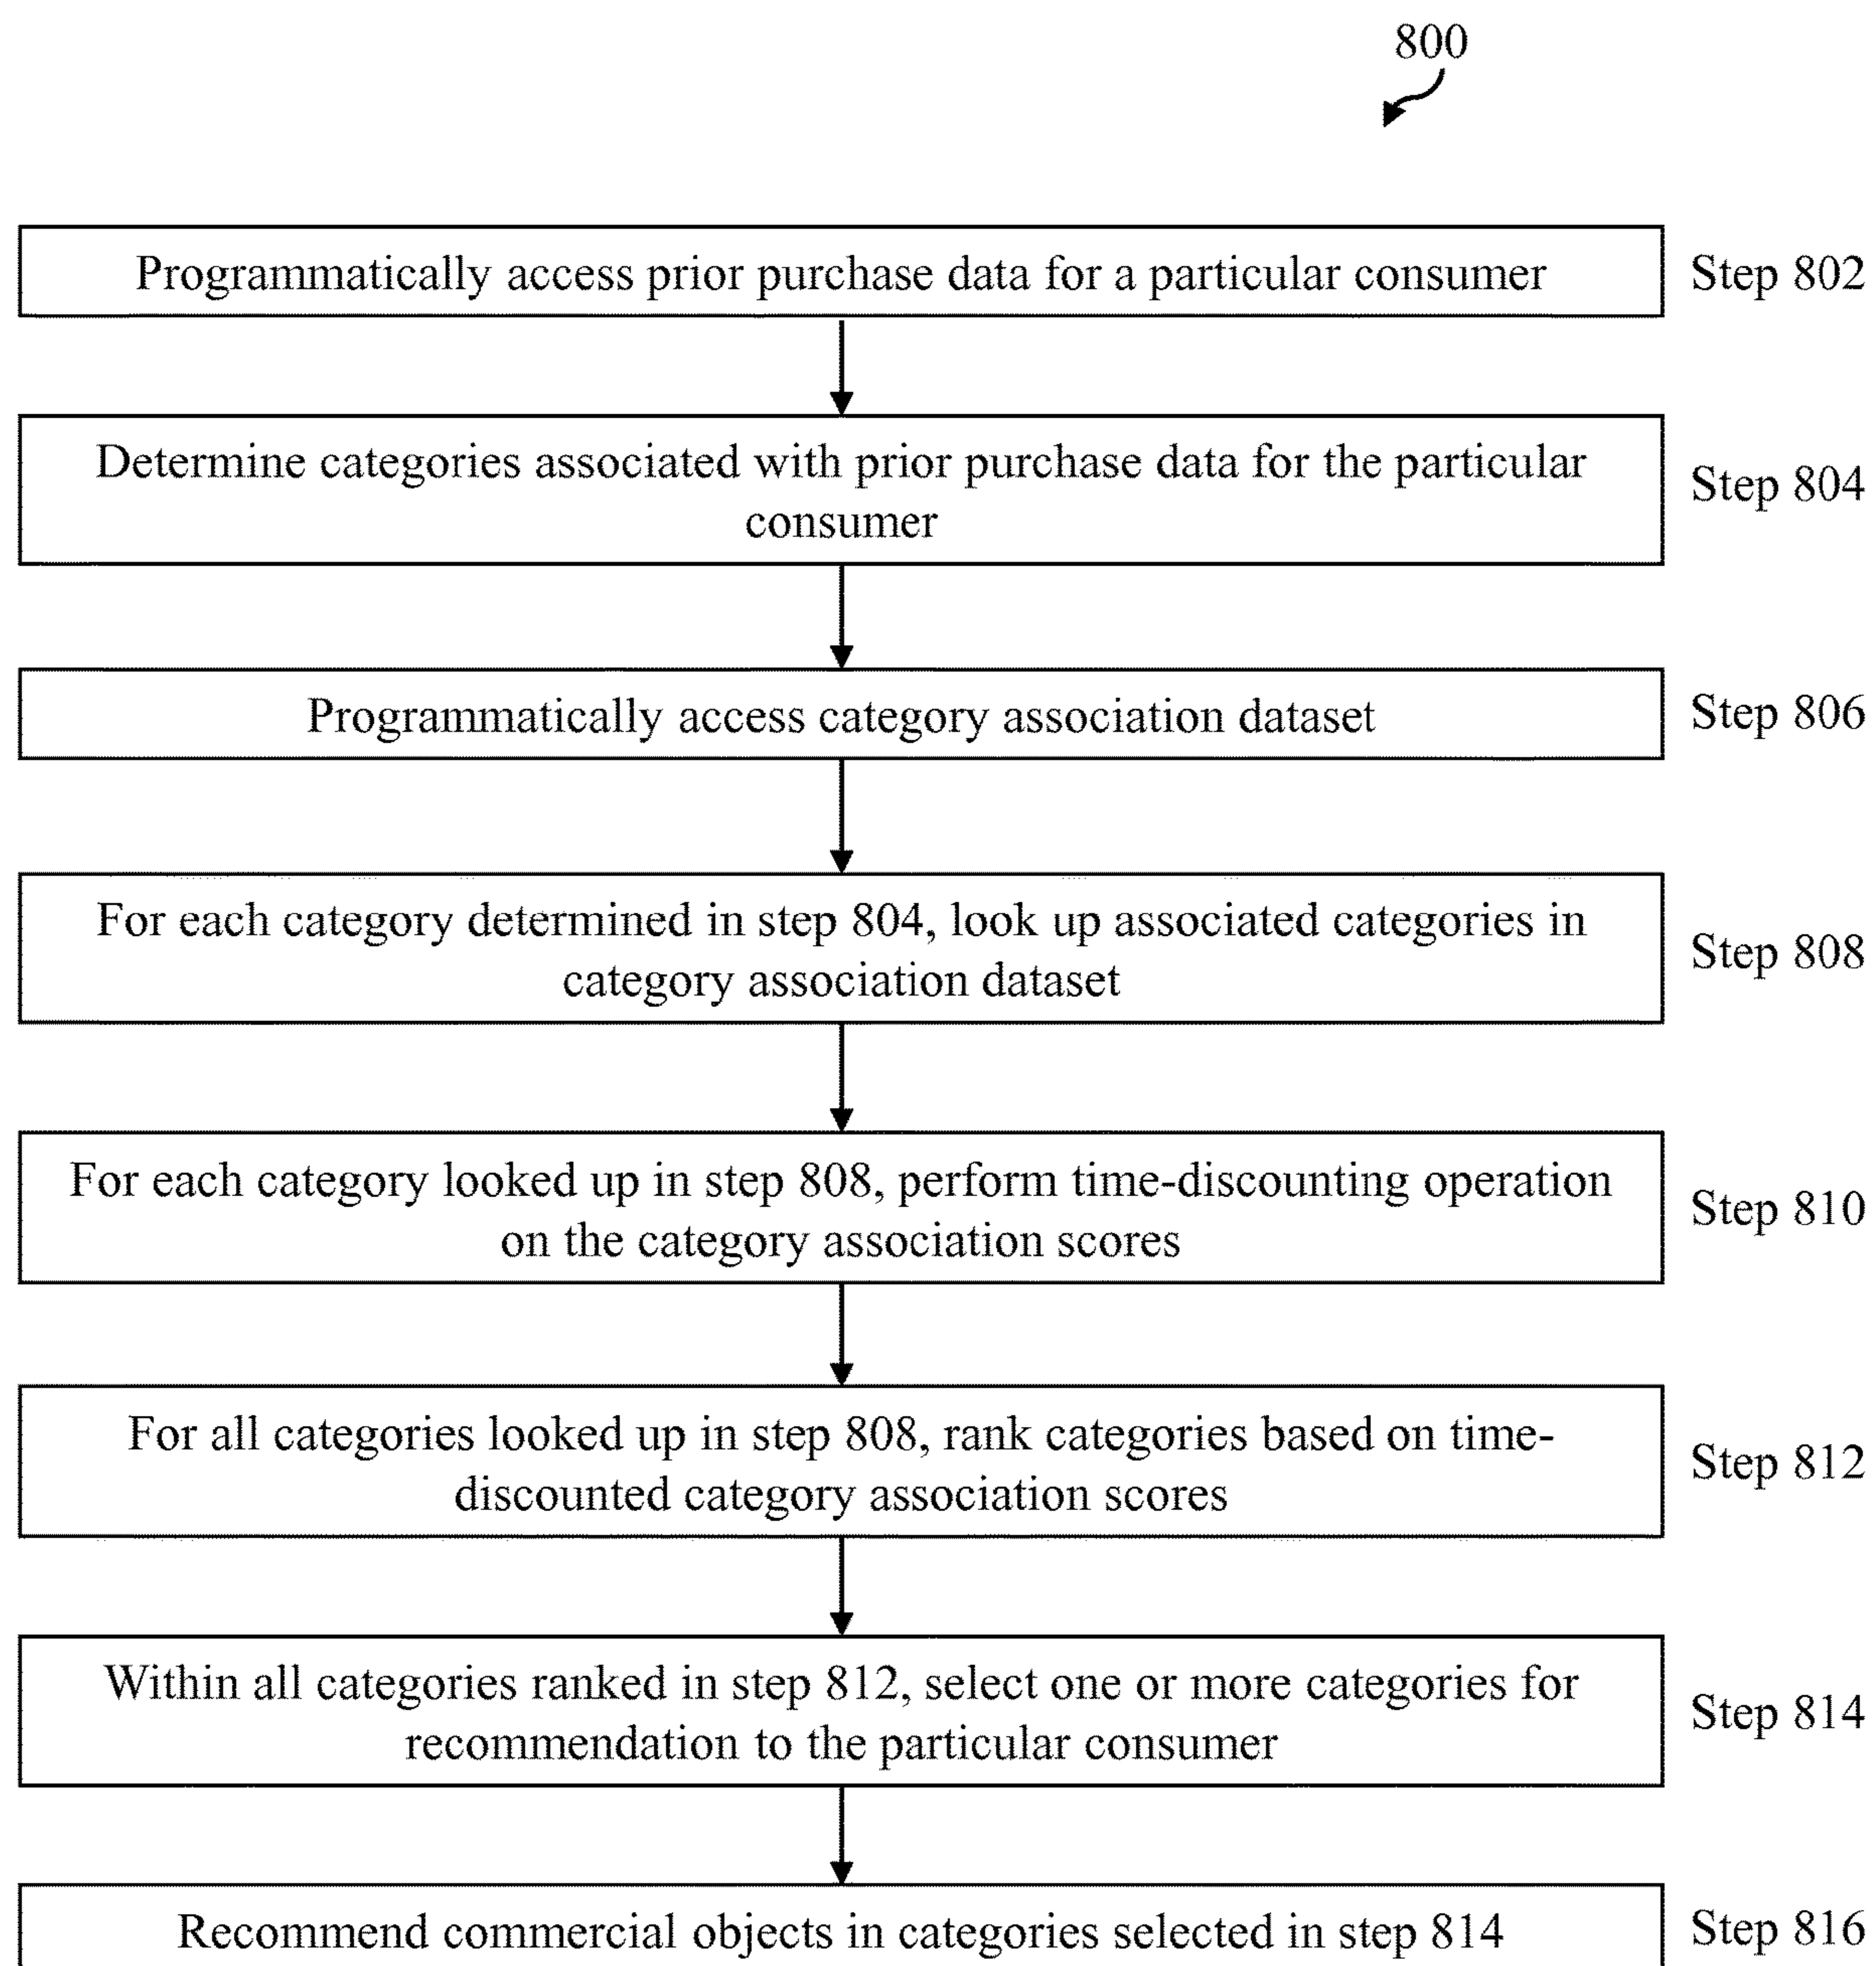 800
Programmatically access prior purchase data for a particular consumer
Step 802
Determine categories associated with prior purchase data for the particular
consumer
Step 804
Programmatically access category association dataset
Step 806
For each category determined in step 804, look up associated categories in
category association dataset
Step 808
For each category looked up in step 808, perform time-discounting operation
on the category association scores
Step 810
For all categories looked up in step 808, rank categories based on time-
discounted category association scores
Step 812
Within all categories ranked in step 812, select one or more categories for
recommendation to the particular consumer
Step 814
Recommend commercial objects in categories selected in step 814
Step 816